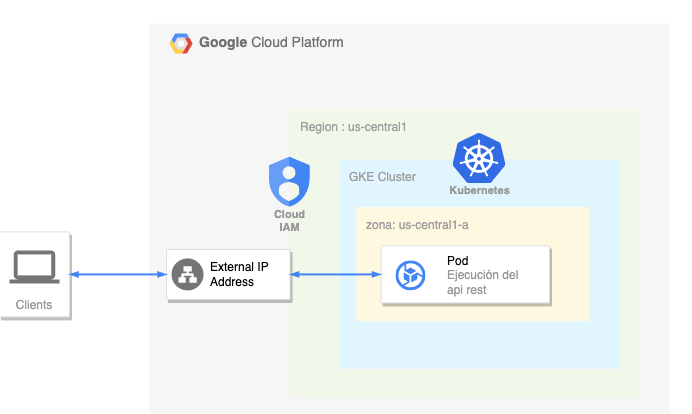 Google Cloud Platform
Region : us-central1
GKE Cluster
Kubernetes
Cloud
IAM
zona: us-central1-a
External IP
Address
Pod
Ejecución del
api rest
Clients